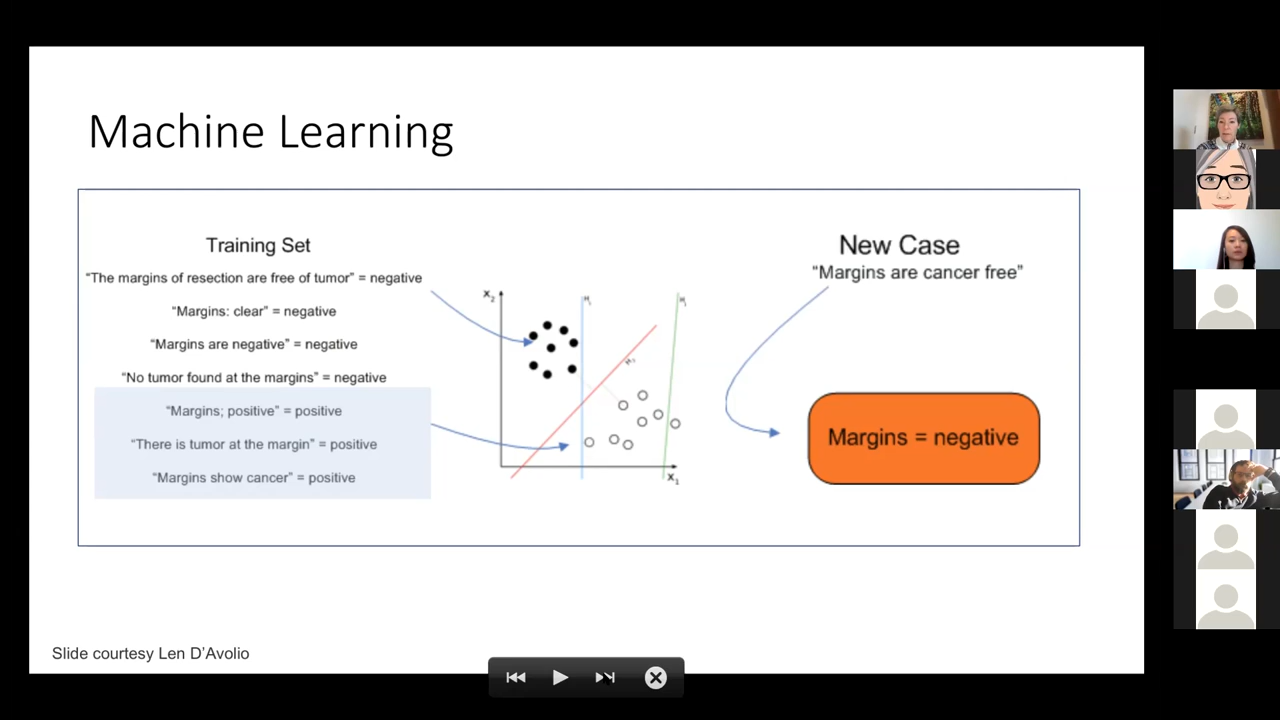 Machine Learning
Training Set
“The margins of resection are free of tumor” = negative
“Margins: clear” = negative
“Margins are negative” = negative
“No tumor found at the margins” = negative
“Margins; positive” = positive
“There is tumor at the margin” = positive
“Margins show cancer” = positive
X₂
X₁
New Case
“Margins are cancer free”
Margins = negative
Slide courtesy Len D’Avolio